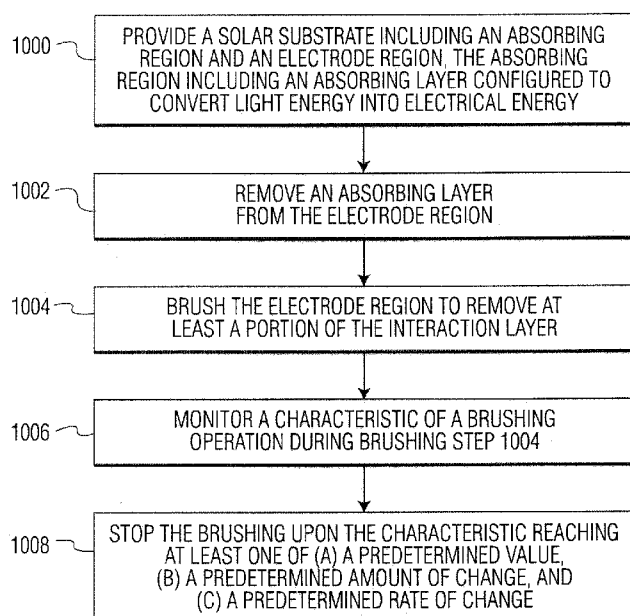 1000
PROVIDE A SOLAR SUBSTRATE INCLUDING AN ABSORBING
REGION AND AN ELECTRODE REGION, THE ABSORBING
REGION INCLUDING AN ABSORBING LAYER CONFIGURED TO
CONVERT LIGHT ENERGY INTO ELECTRICAL ENERGY
1002
REMOVE AN ABSORBING LAYER
FROM THE ELECTRODE REGION
1004
BRUSH THE ELECTRODE REGION TO REMOVE AT
LEAST A PORTION OF THE INTERACTION LAYER
1006
MONITOR A CHARACTERISTIC OF A BRUSHING
OPERATION DURING BRUSHING STEP 1004
1008
STOP THE BRUSHING UPON THE CHARACTERISTIC REACHING
AT LEAST ONE OF (A) A PREDETERMINED VALUE,
(B) A PREDETERMINED AMOUNT OF CHANGE, AND
(C) A PREDETERMINED RATE OF CHANGE